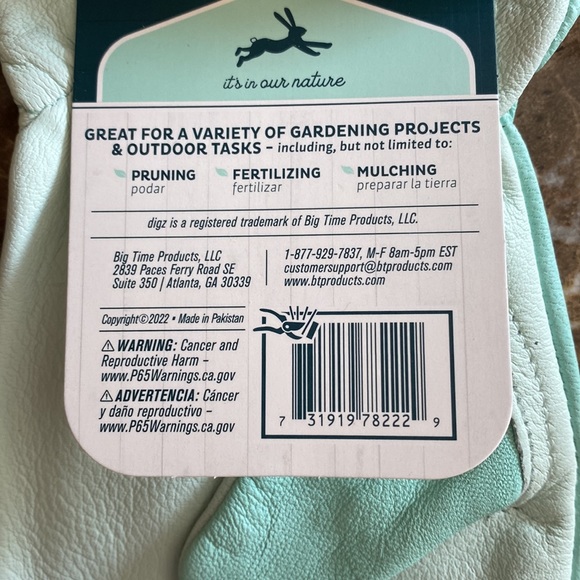 it's in our nature
GREAT FOR A VARIETY OF GARDENING PROJECTS
& OUTDOOR TASKS – including, but not limited to:
PRUNING
podar
FERTILIZING
fertilizar
MULCHING
preparar la tierra
digz is a registered trademark of Big Time Products, LLC.
Big Time Products, LLC
2839 Paces Ferry Road SE
Suite 350 | Atlanta, GA 30339
1-877-929-7837, M-F 8am-5pm EST
customersupport@btproducts.com
www.btproducts.com
Copyright©2022 • Made in Pakistan
⚠ WARNING: Cancer and
Reproductive Harm –
www.P65Warnings.ca.gov
⚠ ADVERTENCIA: Cáncer
y daño reproductivo –
www.P65Warnings.ca.gov
7 31919 78222 9